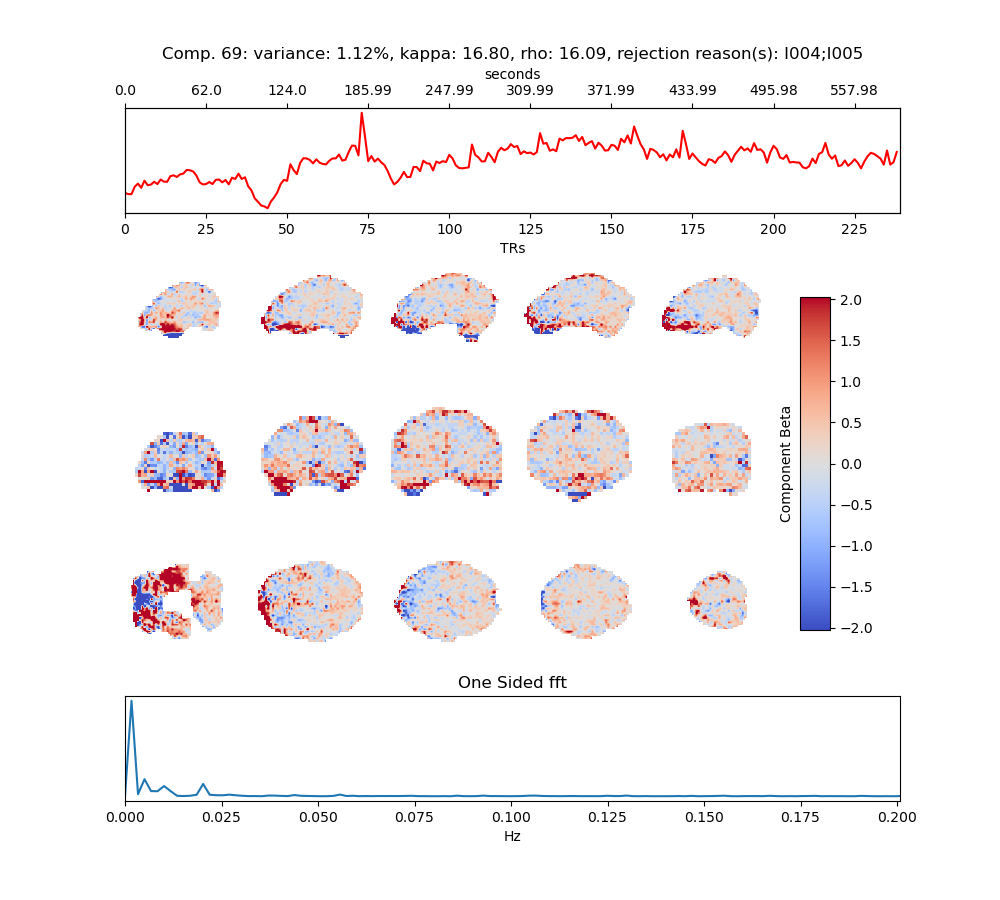 Comp. 69: variance: 1.12%, kappa: 16.80, rho: 16.09, rejection reason(s): I004;I005
seconds
0.0 62.0 124.0 185.99 247.99 309.99 371.99 433.99 495.98 557.98
0 25 50 75 100 125 150 175 200 225
TRs
2.0
1.5
1.0
0.5
0.0
−0.5
−1.0
−1.5
−2.0
Component Beta
One Sided fft
0.000 0.025 0.050 0.075 0.100 0.125 0.150 0.175 0.200
Hz